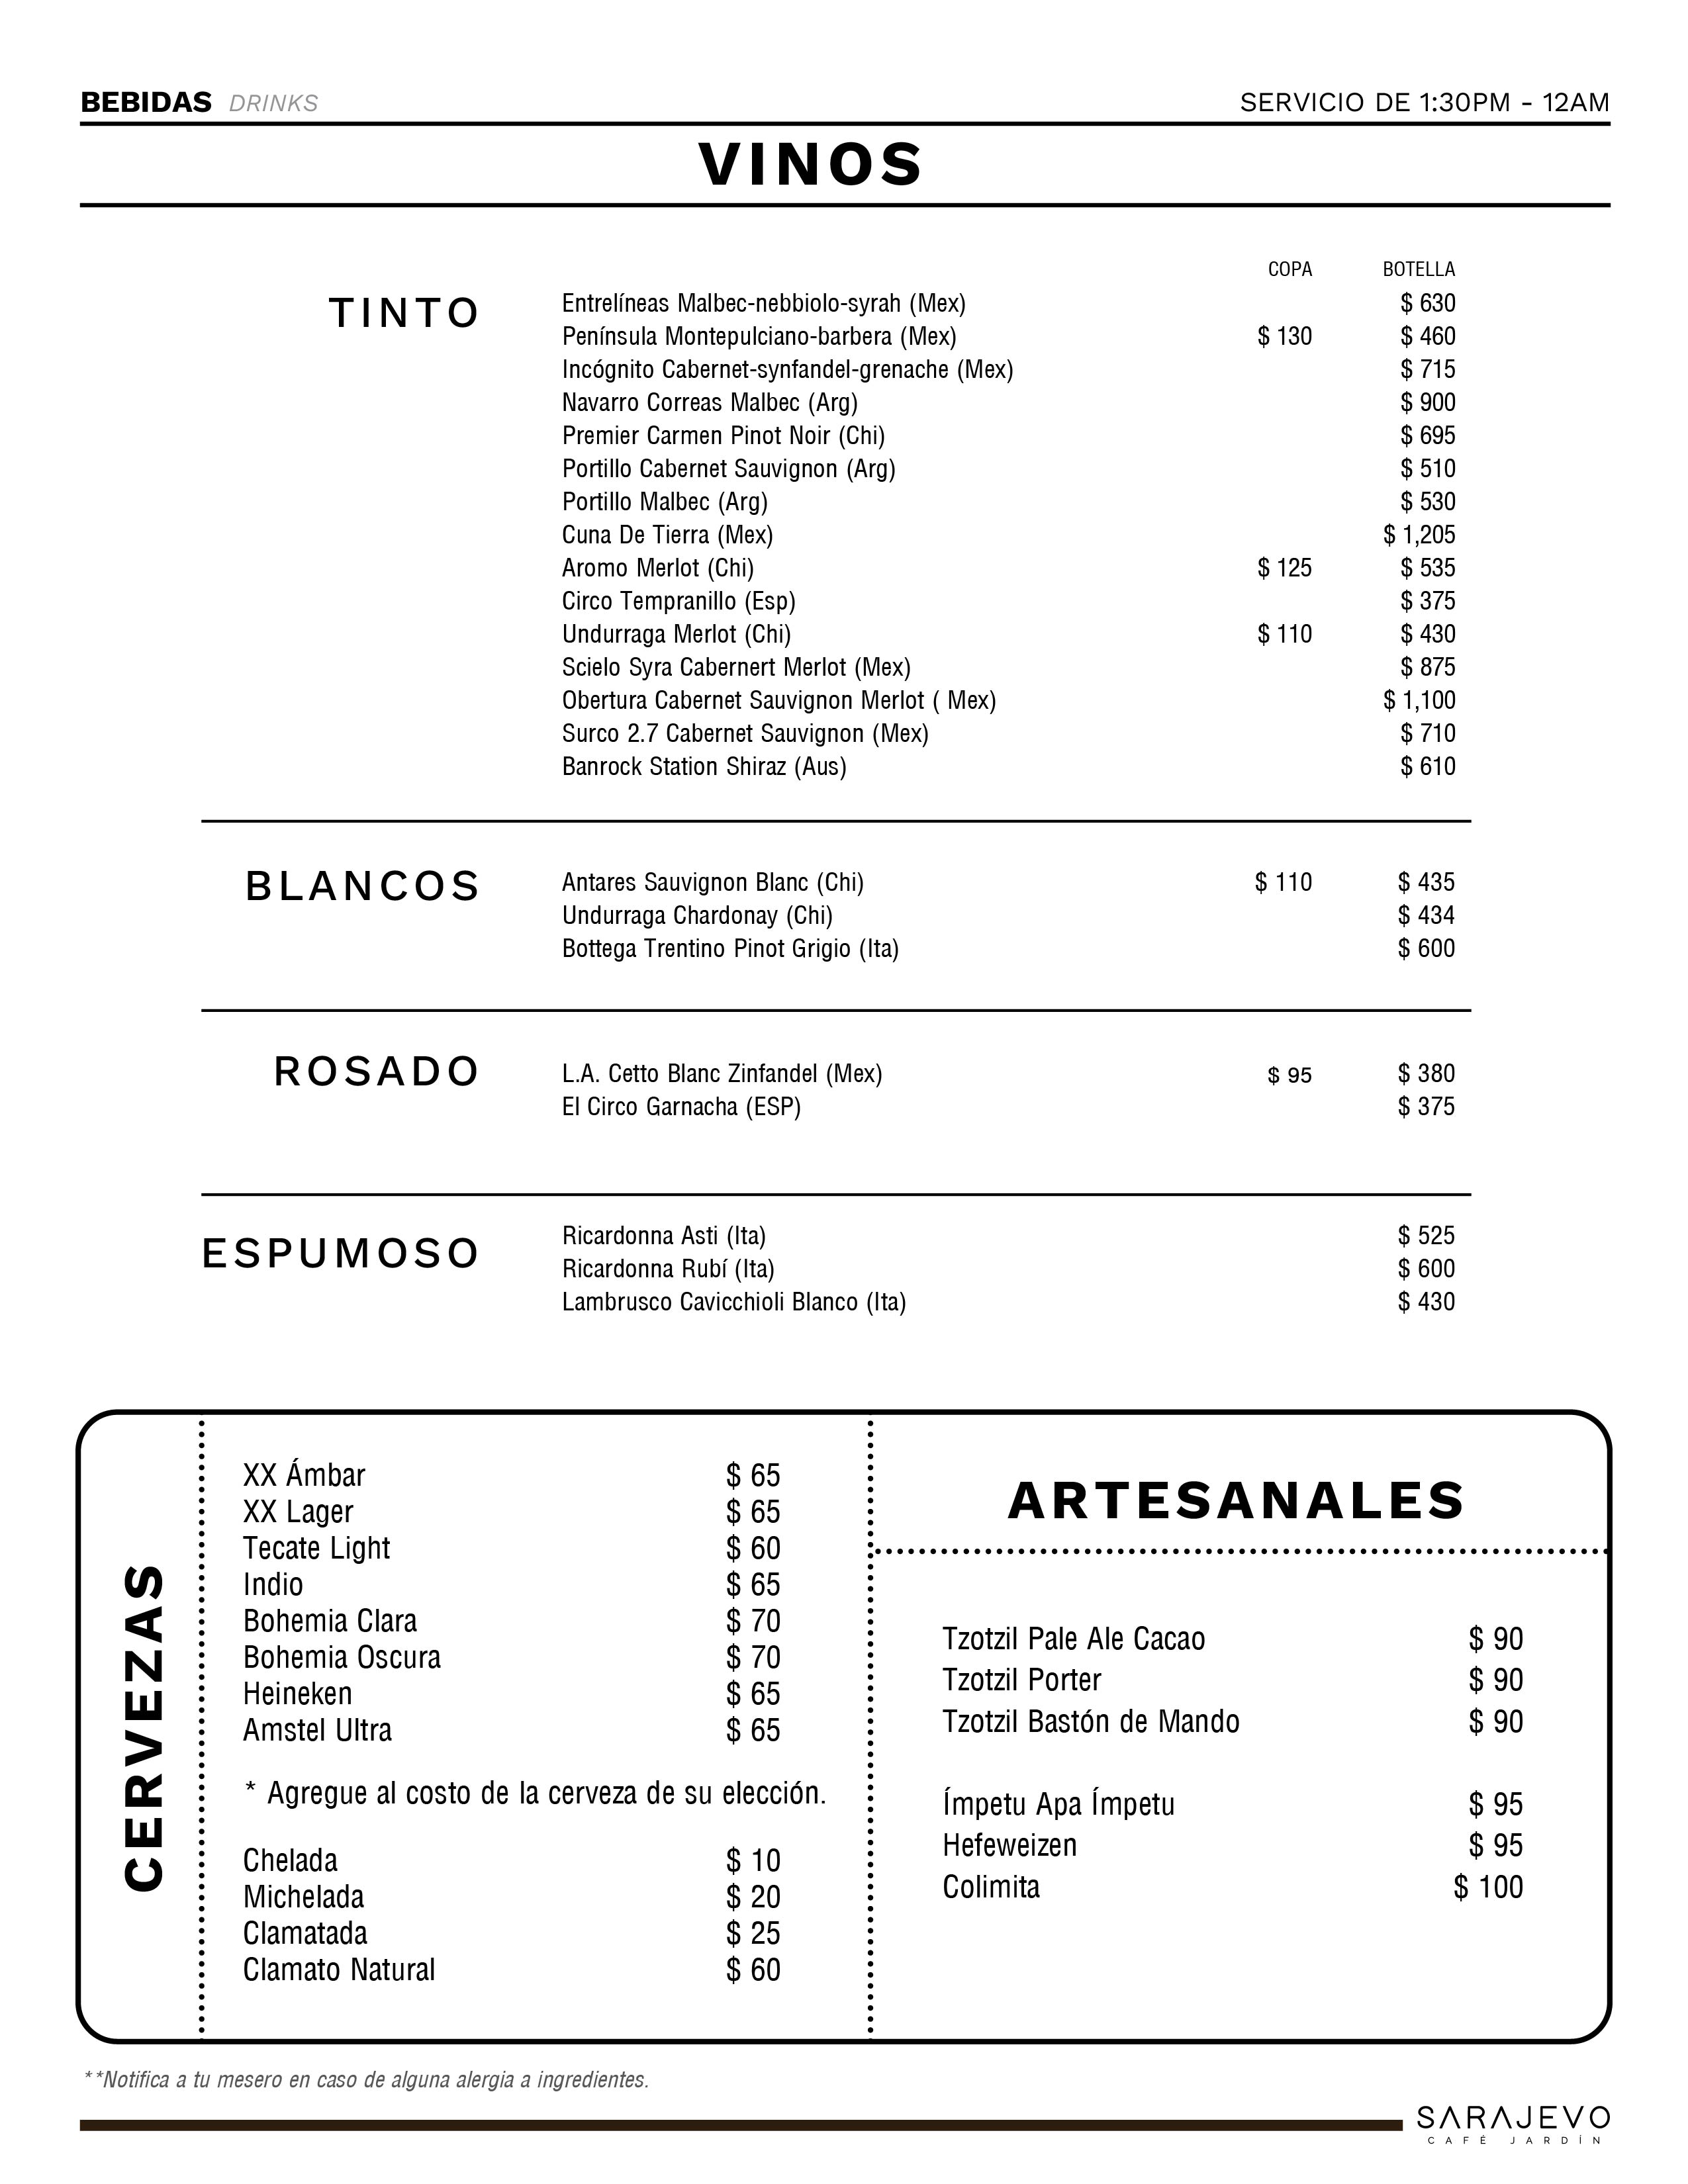 BEBIDAS DRINKS SERVICIO DE 1:30PM - 12AM
VINOS
COPA BOTELLA
TINTO
Entrelíneas Malbec-nebbiolo-syrah (Mex) $ 630
Península Montepulciano-barbera (Mex) $ 130 $ 460
Incógnito Cabernet-synfandel-grenache (Mex) $ 715
Navarro Correas Malbec (Arg) $ 900
Premier Carmen Pinot Noir (Chi) $ 695
Portillo Cabernet Sauvignon (Arg) $ 510
Portillo Malbec (Arg) $ 530
Cuna De Tierra (Mex) $ 1,205
Aromo Merlot (Chi) $ 125 $ 535
Circo Tempranillo (Esp) $ 375
Undurraga Merlot (Chi) $ 110 $ 430
Scielo Syra Cabernert Merlot (Mex) $ 875
Obertura Cabernet Sauvignon Merlot ( Mex) $ 1,100
Surco 2.7 Cabernet Sauvignon (Mex) $ 710
Banrock Station Shiraz (Aus) $ 610
BLANCOS
Antares Sauvignon Blanc (Chi) $ 110 $ 435
Undurraga Chardonay (Chi) $ 434
Bottega Trentino Pinot Grigio (Ita) $ 600
ROSADO
L.A. Cetto Blanc Zinfandel (Mex) $ 95 $ 380
El Circo Garnacha (ESP) $ 375
ESPUMOSO
Ricardonna Asti (Ita) $ 525
Ricardonna Rubí (Ita) $ 600
Lambrusco Cavicchioli Blanco (Ita) $ 430
CERVEZAS
XX Ámbar $ 65
XX Lager $ 65
Tecate Light $ 60
Indio $ 65
Bohemia Clara $ 70
Bohemia Oscura $ 70
Heineken $ 65
Amstel Ultra $ 65
* Agregue al costo de la cerveza de su elección.
Chelada $ 10
Michelada $ 20
Clamatada $ 25
Clamato Natural $ 60
ARTESANALES
Tzotzil Pale Ale Cacao $ 90
Tzotzil Porter $ 90
Tzotzil Bastón de Mando $ 90
Ímpetu Apa Ímpetu $ 95
Hefeweizen $ 95
Colimita $ 100
**Notifica a tu mesero en caso de alguna alergia a ingredientes.
SARAJEVO
CAFÉ JARDÍN